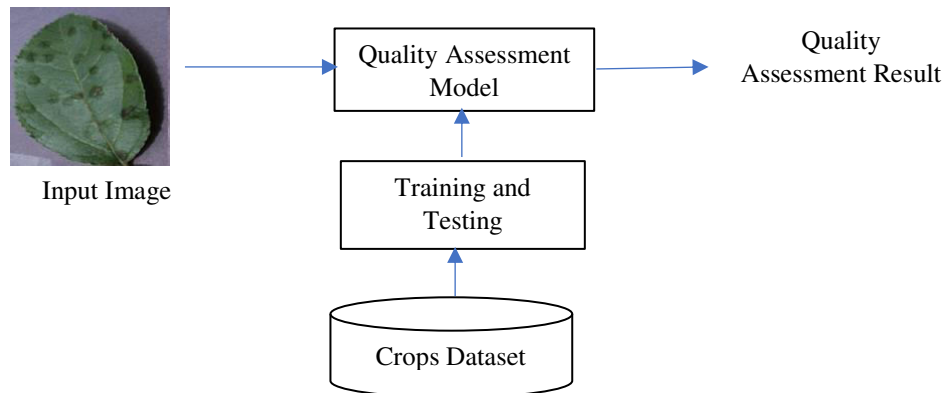 Quality Assessment
Model
Quality
Assessment Result
Input Image
Training and
Testing
Crops Dataset